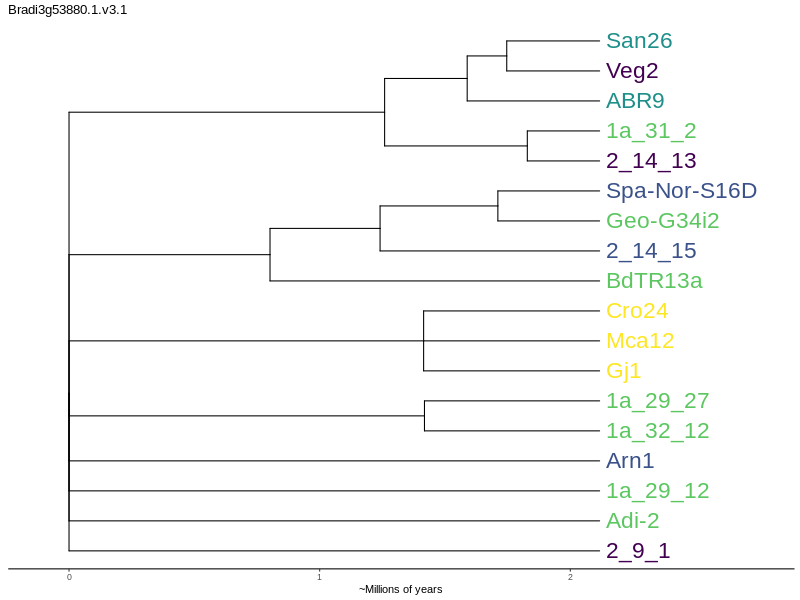 Bradi3g53880.1.v3.1
San26
Veg2
ABR9
1a_31_2
2_14_13
Spa-Nor-S16D
Geo-G34i2
2_14_15
BdTR13a
Cro24
Mca12
Gj1
1a_29_27
1a_32_12
Arn1
1a_29_12
Adi-2
2_9_1
0 1 2
~Millions of years